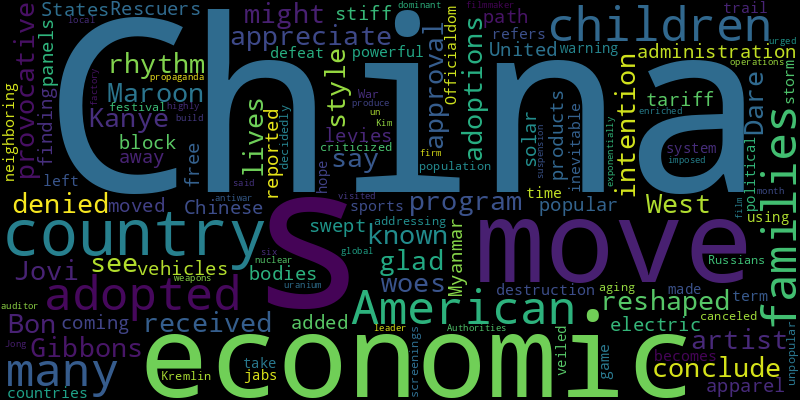 China
economic
S
move
country
American
children
families
adopted
many
provocative
panels
neighboring
finding
States
Rescuers
might
appreciate
stiff
path
refers
United
trail
warning
local
dominant
filmmaker
urged
defeat
powerful
Officialdom
administration
operations
rhythm
propaganda
Maroon
festival
factory
Kanye
block
away
highly
build
free
reported
lives
decidedly
style
War
produce
un
Kim
levies
criticized
say
firm
population
approval
adoptions
solar
products
inevitable
exponentially
intention
tariff
enriched
system
imposed
Dare
storm
political
left
moved
Chinese
denied
hope
antiwar
suspension
said
visited
sports
program
time
popular
West
month
film
using
see
vehicles
Jovi
six
nuclear
weapons
uranium
swept
global
bodies
woes
known
addressing
glad
Myanmar
destruction
aging
term
made
reshaped
canceled
Russians
unpopular
auditor
Bon
coming
received
added
Jong
Gibbons
countries
take
Kremlin
jabs
leader
screenings
Authorities
veiled
game
electric
becomes
artist
conclude
apparel